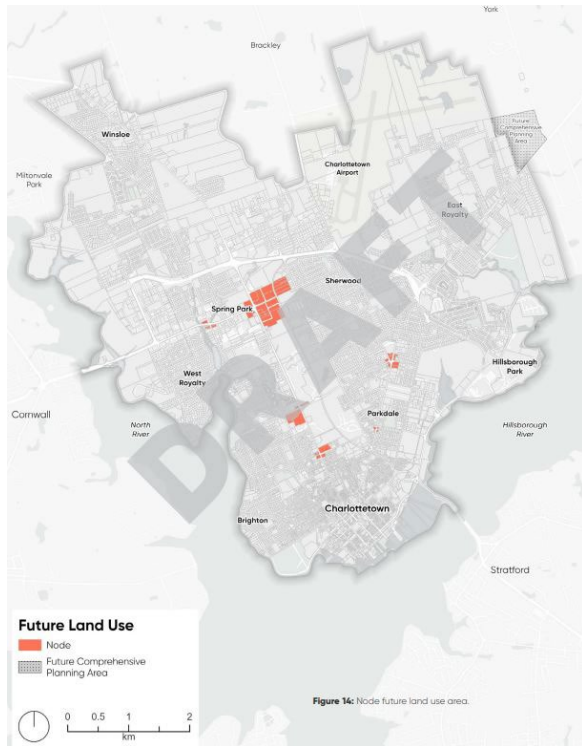 York
Brackley
Winsloe
Future
Comprehensive
Planning
Area
Miltonvale
Park
Charlottetown
Airport
East
Royalty
Sherwood
Spring Park
West
Royalty
Hillsborough
Park
Cornwall
North
River
Parkdale
Hillsborough
River
Charlottetown
Brighton
Stratford
DRAFT
Future Land Use
Node
Future Comprehensive
Planning Area
Figure 14: Node future land use area.
0 0.5 1 2
km